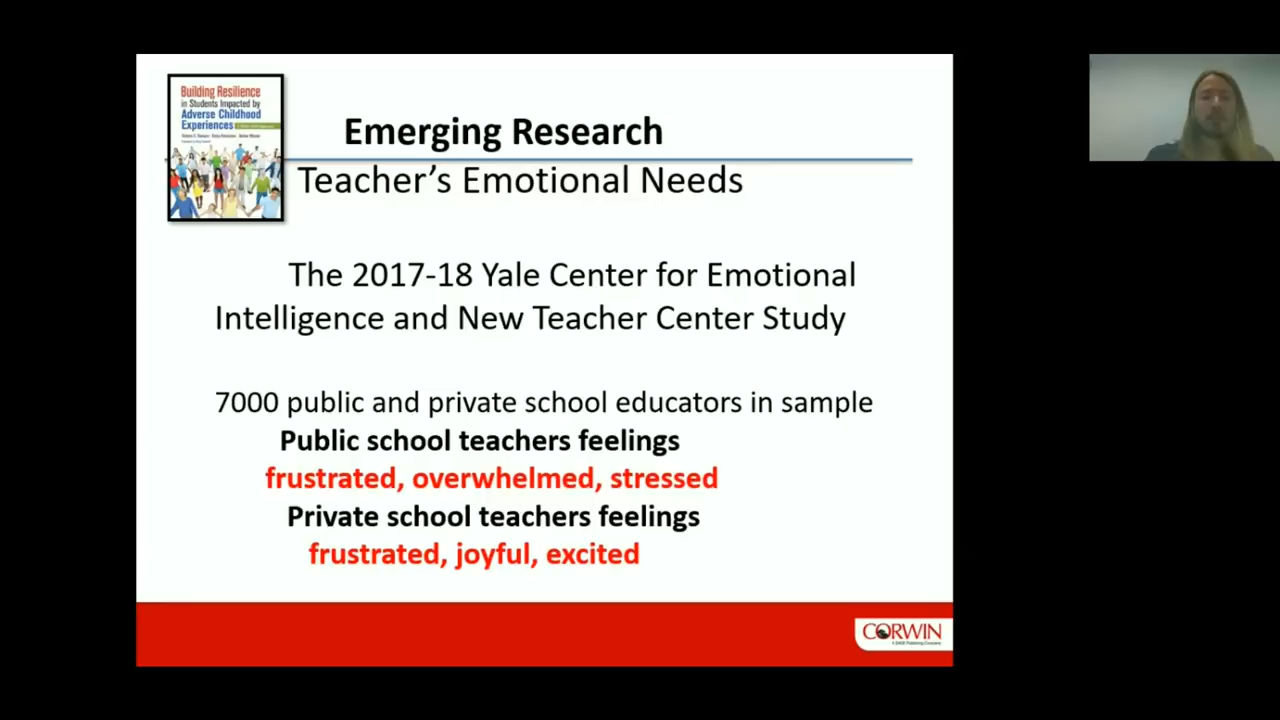 Building Resilience
in Students Impacted by
Adverse Childhood
Experiences
Emerging Research
Teacher’s Emotional Needs
The 2017-18 Yale Center for Emotional
Intelligence and New Teacher Center Study
7000 public and private school educators in sample
Public school teachers feelings
frustrated, overwhelmed, stressed
Private school teachers feelings
frustrated, joyful, excited
CORWIN